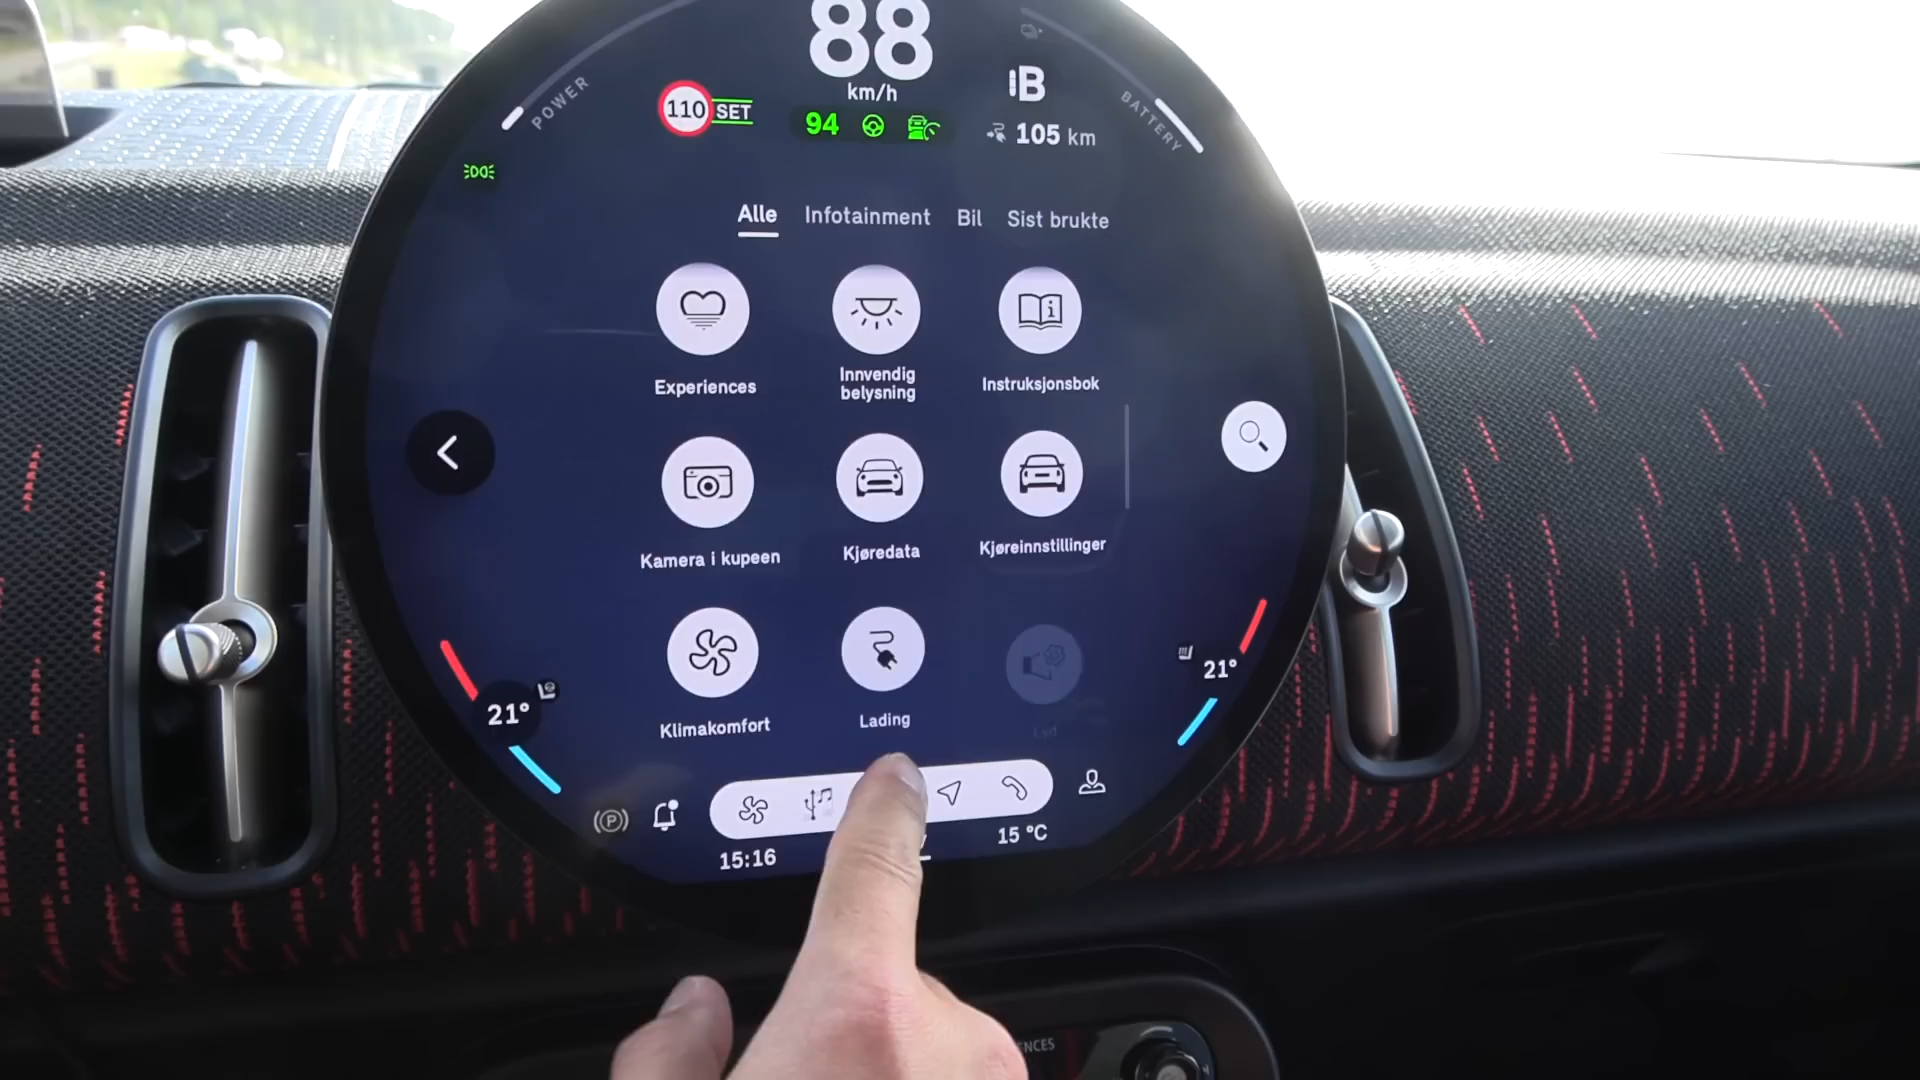 88
km/h
POWER
110 SET
94
B
105 km
BATTERY
Alle Infotainment Bil Sist brukte
Experiences
Innvendig
belysning
Instruksjonsbok
Kamera i kupeen
Kjøredata
Kjøreinnstillinger
Klimakomfort
Lading
21°
21°
15:16
15 °C